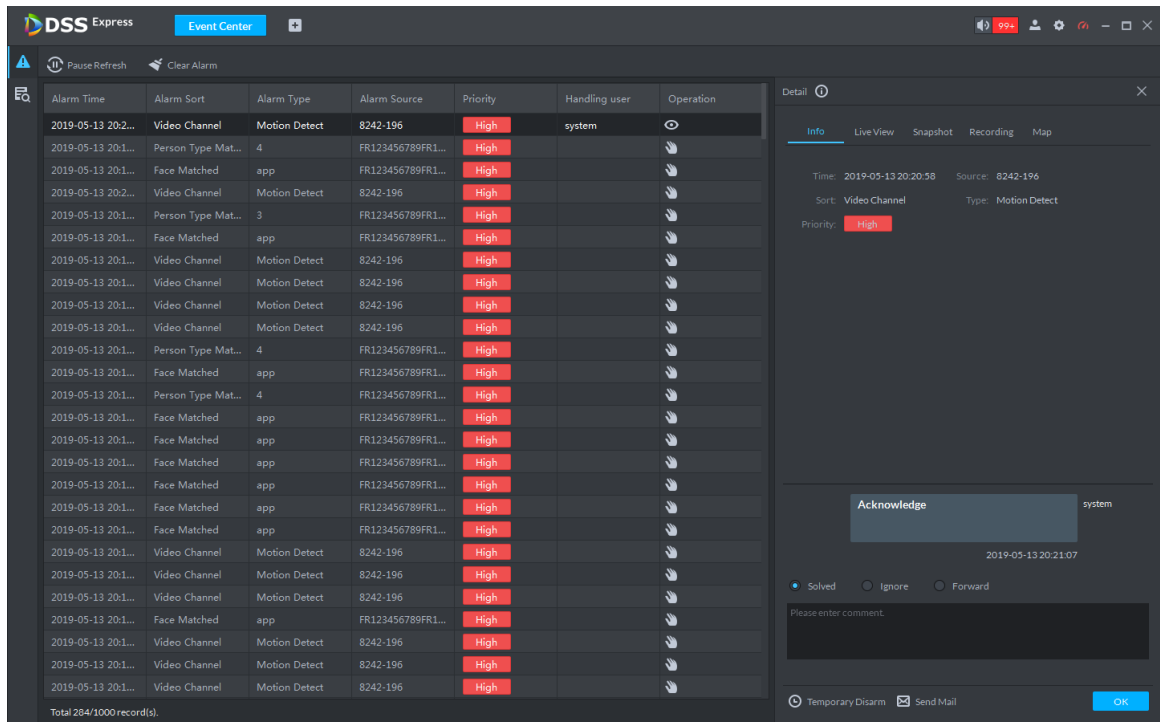 DSS Express Event Center 99+
Pause Refresh Clear Alarm
Alarm Time Alarm Sort Alarm Type Alarm Source Priority Handling user Operation
2019-05-13 20:2... Video Channel Motion Detect 8242-196 High system
2019-05-13 20:1... Person Type Mat... 4 FR123456789FR1... High
2019-05-13 20:1... Face Matched app FR123456789FR1... High
2019-05-13 20:2... Video Channel Motion Detect 8242-196 High
2019-05-13 20:1... Person Type Mat... 3 FR123456789FR1... High
2019-05-13 20:1... Face Matched app FR123456789FR1... High
2019-05-13 20:1... Video Channel Motion Detect 8242-196 High
2019-05-13 20:1... Video Channel Motion Detect 8242-196 High
2019-05-13 20:1... Video Channel Motion Detect 8242-196 High
2019-05-13 20:1... Video Channel Motion Detect 8242-196 High
2019-05-13 20:1... Person Type Mat... 4 FR123456789FR1... High
2019-05-13 20:1... Face Matched app FR123456789FR1... High
2019-05-13 20:1... Person Type Mat... 4 FR123456789FR1... High
2019-05-13 20:1... Face Matched app FR123456789FR1... High
2019-05-13 20:1... Face Matched app FR123456789FR1... High
2019-05-13 20:1... Face Matched app FR123456789FR1... High
2019-05-13 20:1... Face Matched app FR123456789FR1... High
2019-05-13 20:1... Face Matched app FR123456789FR1... High
2019-05-13 20:1... Face Matched app FR123456789FR1... High
2019-05-13 20:1... Video Channel Motion Detect 8242-196 High
2019-05-13 20:1... Video Channel Motion Detect 8242-196 High
2019-05-13 20:1... Video Channel Motion Detect 8242-196 High
2019-05-13 20:1... Face Matched app FR123456789FR1... High
2019-05-13 20:1... Video Channel Motion Detect 8242-196 High
2019-05-13 20:1... Video Channel Motion Detect 8242-196 High
2019-05-13 20:1... Video Channel Motion Detect 8242-196 High
Total 284/1000 record(s).
Detail
Info Live View Snapshot Recording Map
Time: 2019-05-13 20:20:58 Source: 8242-196
Sort: Video Channel Type: Motion Detect
Priority: High
Acknowledge system
2019-05-13 20:21:07
Solved Ignore Forward
Please enter comment.
Temporary Disarm Send Mail OK